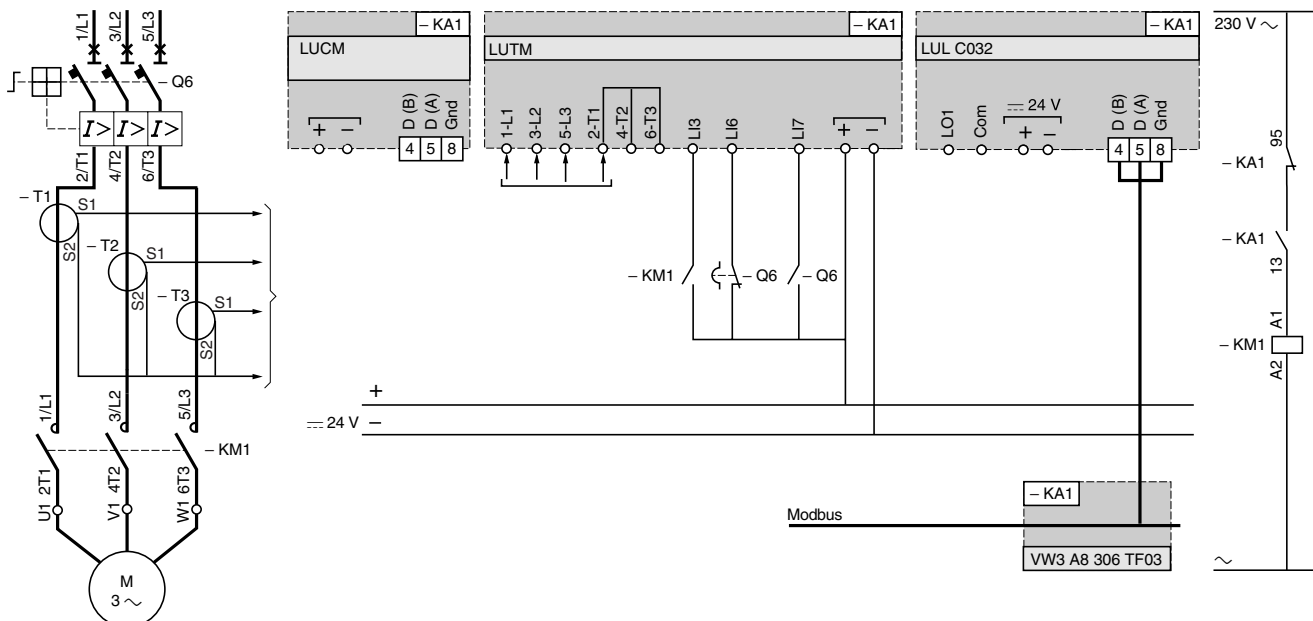 1/L1
3/L2
5/L3
– Q6
I >
I >
I >
2/T1
4/T2
6/T3
– T1
S1
S2
– T2
S1
S2
– T3
S1
S2
1/L1
3/L2
5/L3
– KM1
2T1
4T2
6T3
U1
V1
W1
M
3 ~
– KA1
LUCM
+
–
D (B)
D (A)
Gnd
4
5
8
– KA1
LUTM
1-L1
3-L2
5-L3
2-T1
4-T2
6-T3
LI3
LI6
LI7
+
–
– KM1
– Q6
– Q6
+
24 V –
– KA1
LUL C032
LO1
Com
24 V
+
–
D (B)
D (A)
Gnd
4
5
8
Modbus
– KA1
VW3 A8 306 TF03
230 V ~
95
– KA1
– KA1
13
A1
– KM1
A2
~